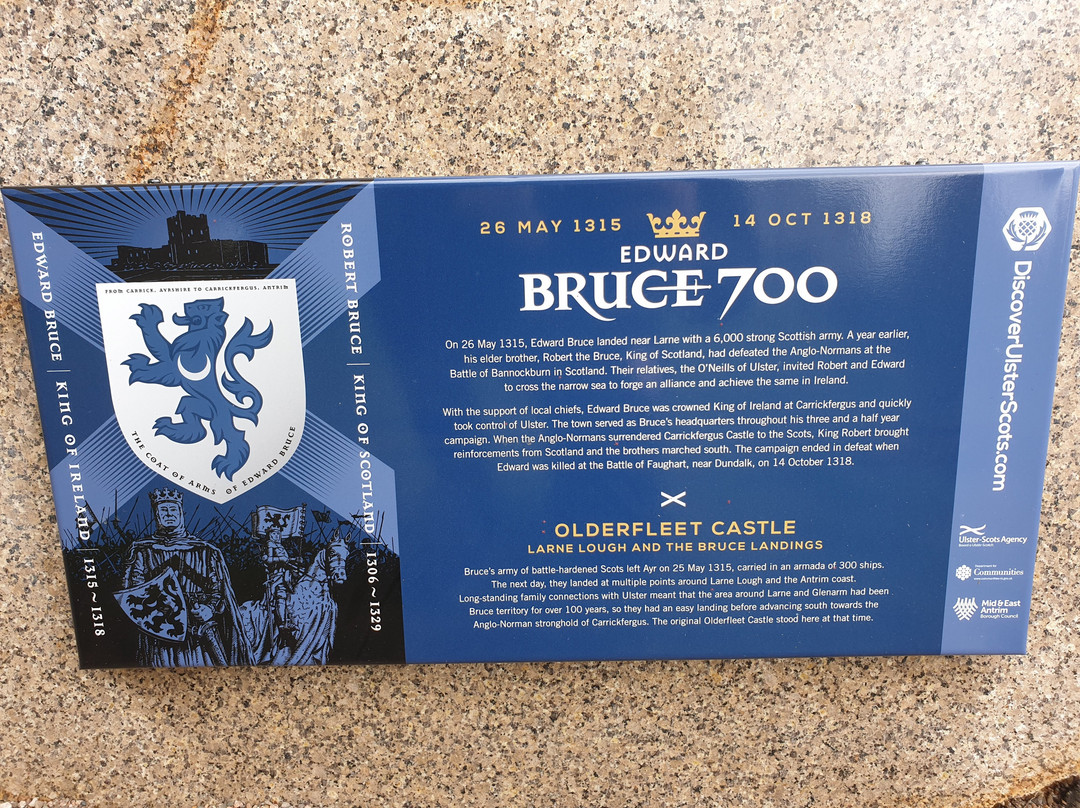 EDWARD BRUCE | KING OF IRELAND | 1315~1318
FROM CARRICK, AYRSHIRE TO CARRICKFERGUS, ANTRIM
THE COAT OF ARMS OF EDWARD BRUCE
ROBERT BRUCE | KING OF SCOTLAND | 1306~1329
26 MAY 1315 14 OCT 1318
EDWARD
BRUCE 700
On 26 May 1315, Edward Bruce landed near Larne with a 6,000 strong Scottish army. A year earlier,
his elder brother, Robert the Bruce, King of Scotland, had defeated the Anglo-Normans at the
Battle of Bannockburn in Scotland. Their relatives, the O'Neills of Ulster, invited Robert and Edward
to cross the narrow sea to forge an alliance and achieve the same in Ireland.
With the support of local chiefs, Edward Bruce was crowned King of Ireland at Carrickfergus and quickly
took control of Ulster. The town served as Bruce's headquarters throughout his three and a half year
campaign. When the Anglo-Normans surrendered Carrickfergus Castle to the Scots, King Robert brought
reinforcements from Scotland and the brothers marched south. The campaign ended in defeat when
Edward was killed at the Battle of Faughart, near Dundalk, on 14 October 1318.
OLDERFLEET CASTLE
LARNE LOUGH AND THE BRUCE LANDINGS
Bruce's army of battle-hardened Scots left Ayr on 25 May 1315, carried in an armada of 300 ships.
The next day, they landed at multiple points around Larne Lough and the Antrim coast.
Long-standing family connections with Ulster meant that the area around Larne and Glenarm had been
Bruce territory for over 100 years, so they had an easy landing before advancing south towards the
Anglo-Norman stronghold of Carrickfergus. The original Olderfleet Castle stood here at that time.
DiscoverUlsterScots.com
Ulster-Scots Agency
Department for
Communities
www.communities-ni.gov.uk
Mid & East
Antrim
Borough Council